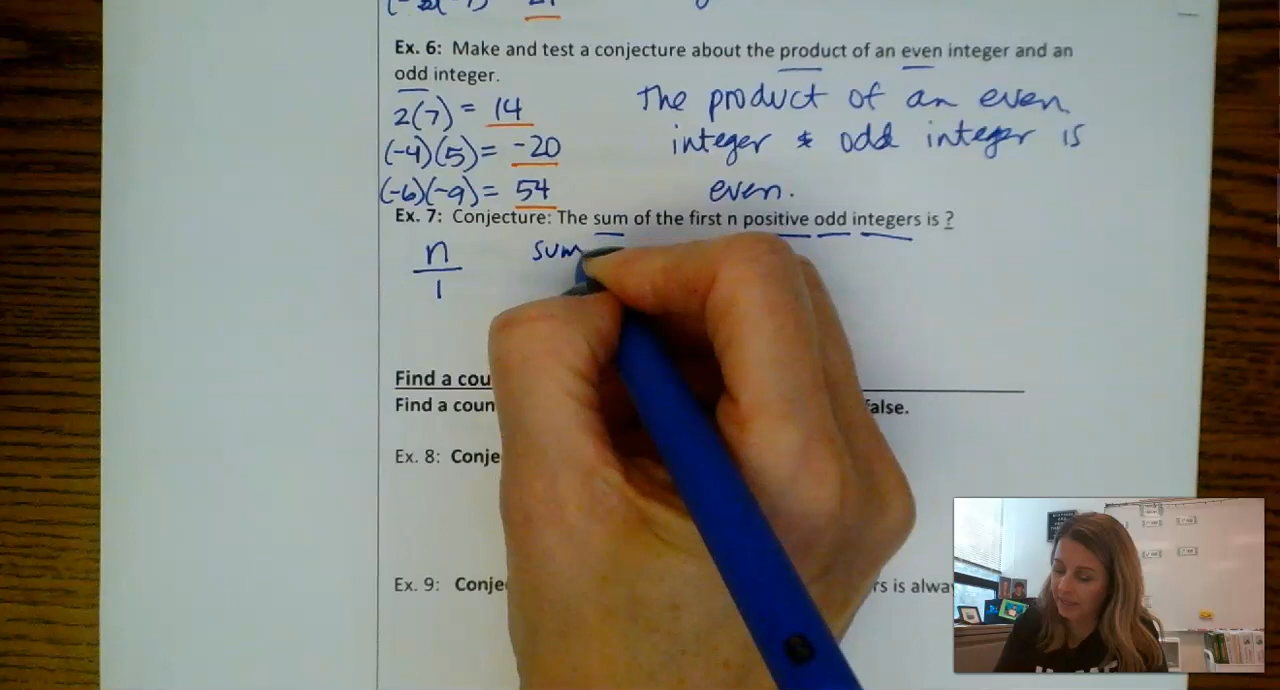 Ex. 6: Make and test a conjecture about the product of an even integer and an
odd integer.
2(7) = 14
(-4)(5) = -20
(-6)(-9) = 54
The product of an even
integer & odd integer is
even.
Ex. 7: Conjecture: The sum of the first n positive odd integers is ?
n sum
1
Find a cou
Find a coun alse.
Ex. 8: Conje
Ex. 9: Conje rs is alwa